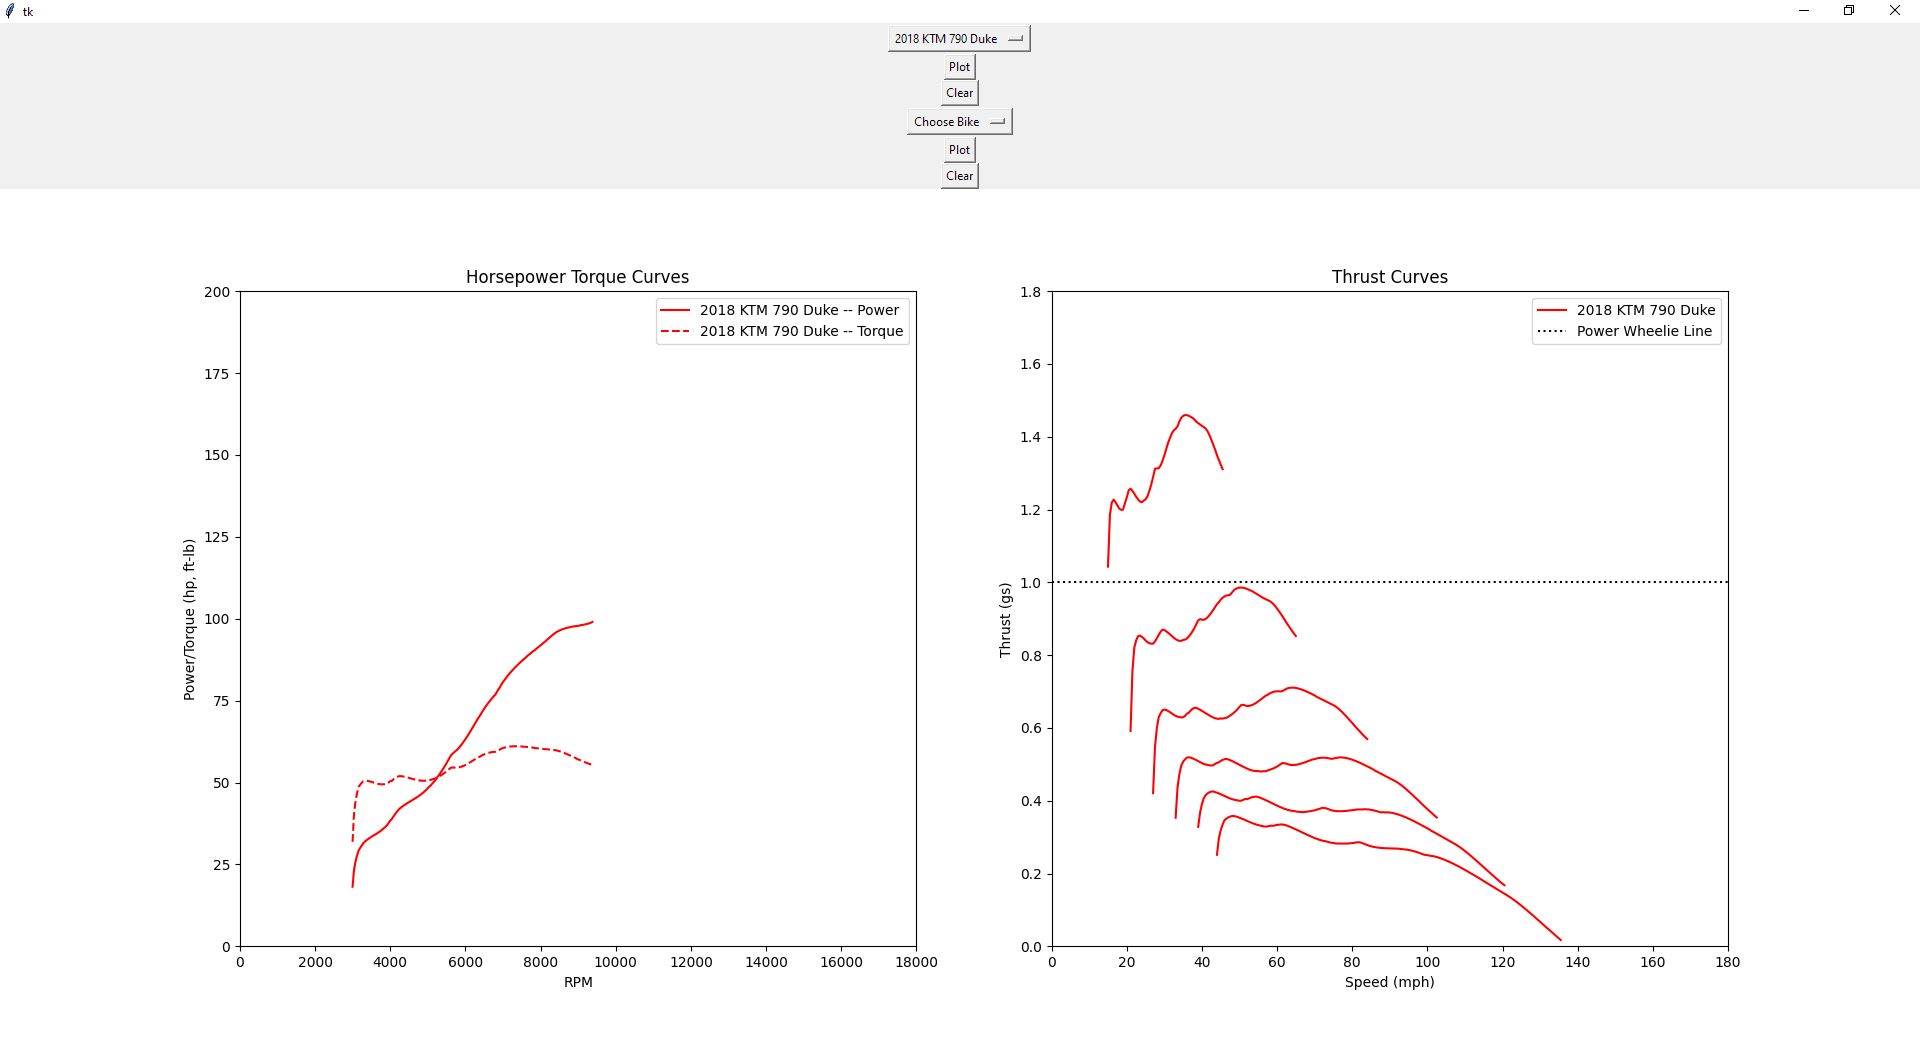 tk
2018 KTM 790 Duke
Plot
Clear
Choose Bike
Plot
Clear
Horsepower Torque Curves
2018 KTM 790 Duke -- Power
2018 KTM 790 Duke -- Torque
200
175
150
125
100
75
50
25
0
Power/Torque (hp, ft-lb)
0 2000 4000 6000 8000 10000 12000 14000 16000 18000
RPM
Thrust Curves
2018 KTM 790 Duke
Power Wheelie Line
1.8
1.6
1.4
1.2
1.0
0.8
0.6
0.4
0.2
0.0
Thrust (gs)
0 20 40 60 80 100 120 140 160 180
Speed (mph)